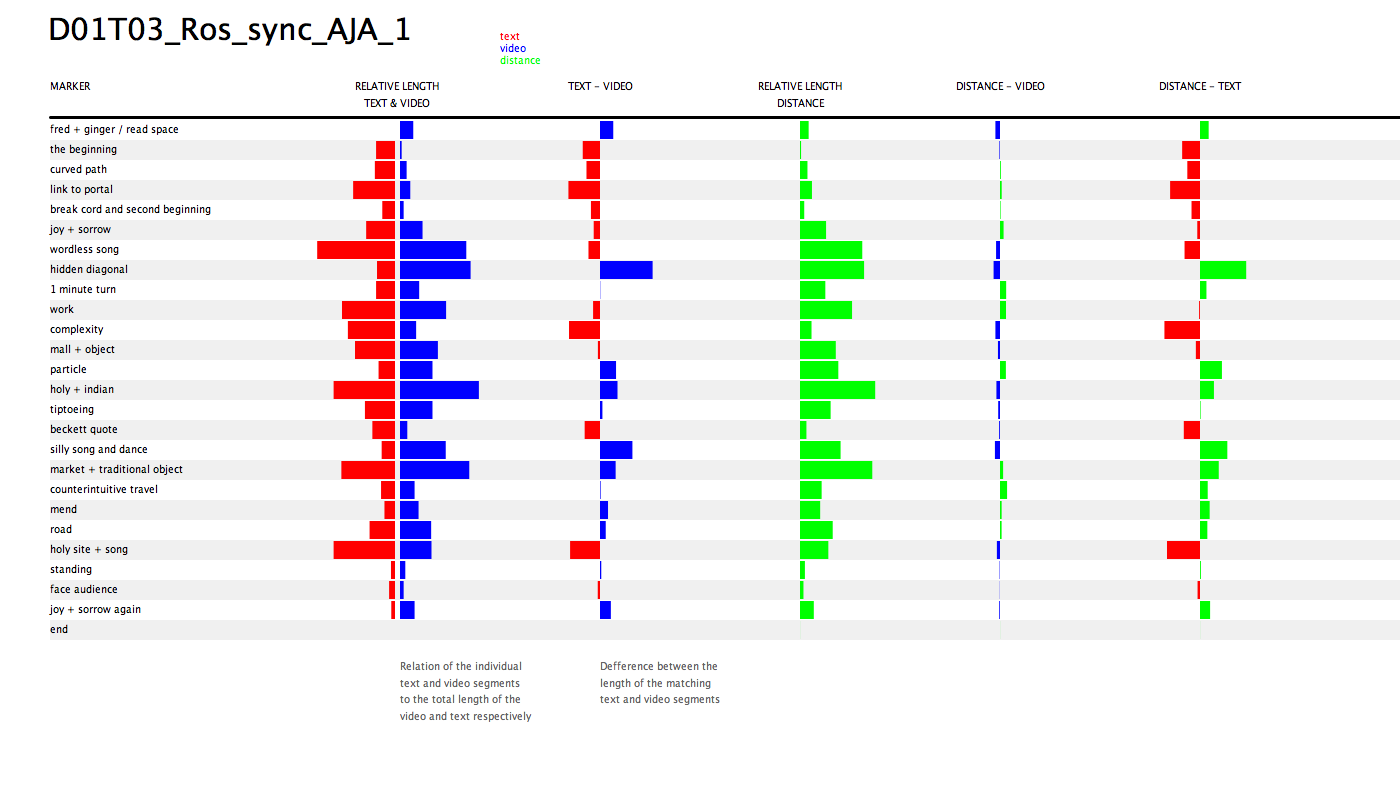 D01T03_Ros_sync_AJA_1
text
video
distance
MARKER
RELATIVE LENGTH
TEXT & VIDEO
TEXT – VIDEO
RELATIVE LENGTH
DISTANCE
DISTANCE – VIDEO
DISTANCE – TEXT
fred + ginger / read space
the beginning
curved path
link to portal
break cord and second beginning
joy + sorrow
wordless song
hidden diagonal
1 minute turn
work
complexity
mall + object
particle
holy + indian
tiptoeing
beckett quote
silly song and dance
market + traditional object
counterintuitive travel
mend
road
holy site + song
standing
face audience
joy + sorrow again
end
Relation of the individual
text and video segments
to the total length of the
video and text respectively
Defference between the
length of the matching
text and video segments